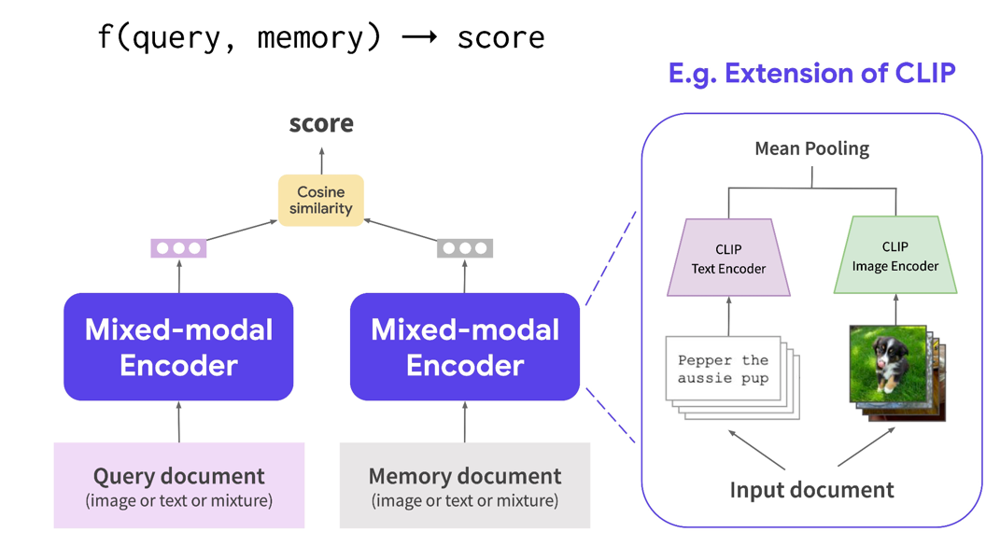 f(query, memory) → score
E.g. Extension of CLIP
score
Cosine
similarity
Mixed-modal
Encoder
Mixed-modal
Encoder
Query document
(image or text or mixture)
Memory document
(image or text or mixture)
Mean Pooling
CLIP
Text Encoder
CLIP
Image Encoder
Pepper the
aussie pup
Input document